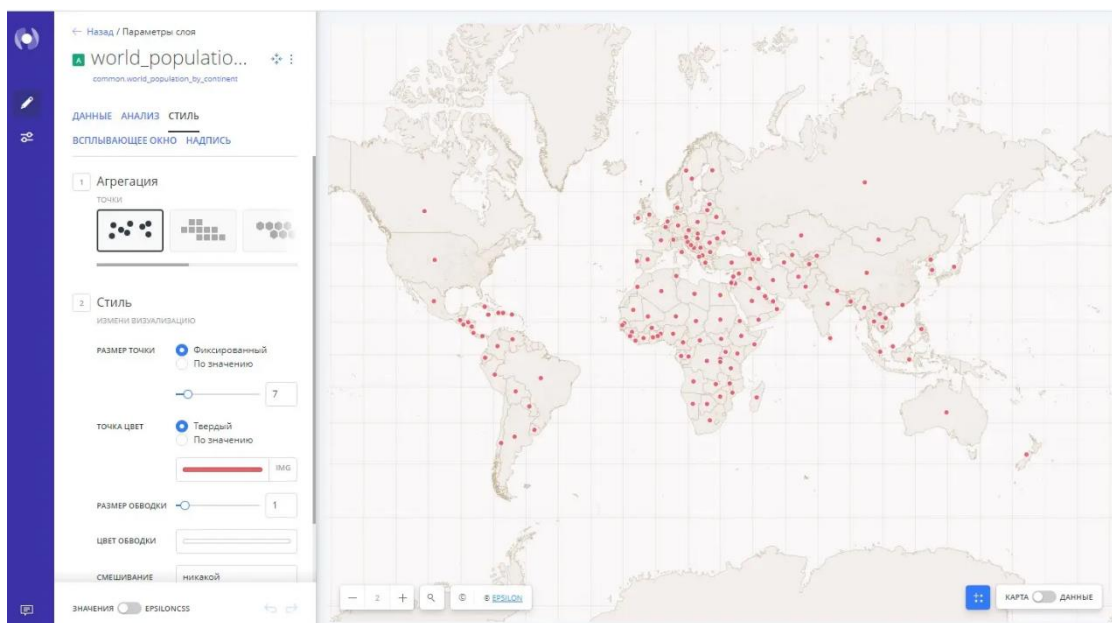 ← Назад / Параметры слоя
A world_populatio...
common.world_population_by_continent
ДАННЫЕ АНАЛИЗ СТИЛЬ
ВСПЛЫВАЮЩЕЕ ОКНО НАДПИСЬ
1 Агрегация
ТОЧКИ
2 Стиль
ИЗМЕНИ ВИЗУАЛИЗАЦИЮ
РАЗМЕР ТОЧКИ Фиксированный
По значению
7
ТОЧКА ЦВЕТ Твердый
По значению
IMG
РАЗМЕР ОБВОДКИ 1
ЦВЕТ ОБВОДКИ
СМЕШИВАНИЕ никакой
ЗНАЧЕНИЯ EPSILONCSS
− 2 + © © EPSILON
КАРТА ДАННЫЕ